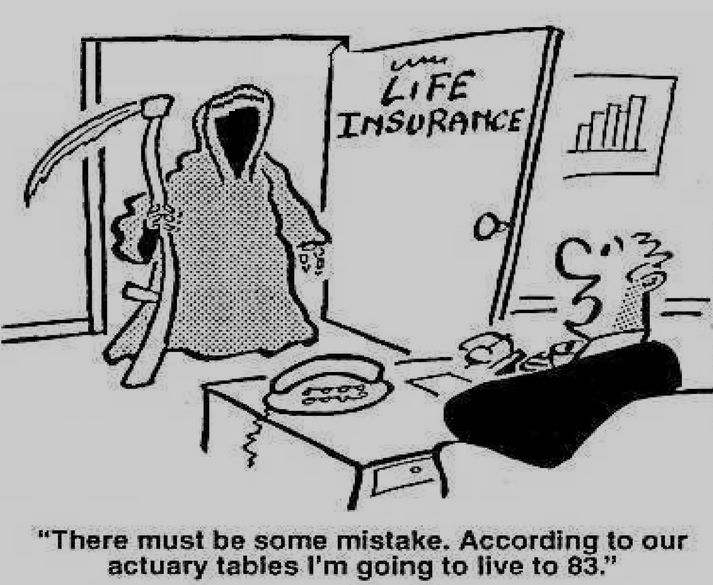 LIFE
INSURANCE
"There must be some mistake. According to our
actuary tables I'm going to live to 83."